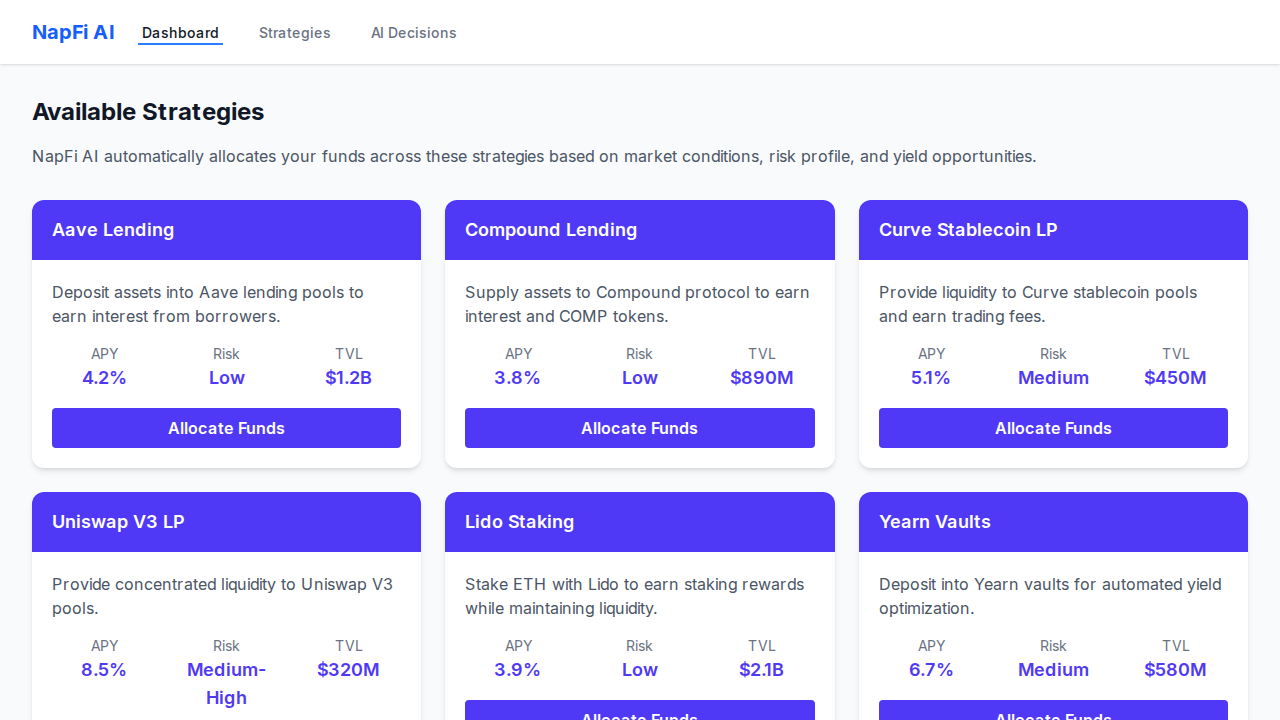 NapFi AI
Dashboard
Strategies
AI Decisions
Available Strategies
NapFi AI automatically allocates your funds across these strategies based on market conditions, risk profile, and yield opportunities.
Aave Lending
Deposit assets into Aave lending pools to
earn interest from borrowers.
APY
Risk
TVL
4.2%
Low
$1.2B
Allocate Funds
Compound Lending
Supply assets to Compound protocol to earn
interest and COMP tokens.
APY
Risk
TVL
3.8%
Low
$890M
Allocate Funds
Curve Stablecoin LP
Provide liquidity to Curve stablecoin pools
and earn trading fees.
APY
Risk
TVL
5.1%
Medium
$450M
Allocate Funds
Uniswap V3 LP
Provide concentrated liquidity to Uniswap V3
pools.
APY
Risk
TVL
8.5%
Medium-
High
$320M
Lido Staking
Stake ETH with Lido to earn staking rewards
while maintaining liquidity.
APY
Risk
TVL
3.9%
Low
$2.1B
Allocate Funds
Yearn Vaults
Deposit into Yearn vaults for automated yield
optimization.
APY
Risk
TVL
6.7%
Medium
$580M
Allocate Funds